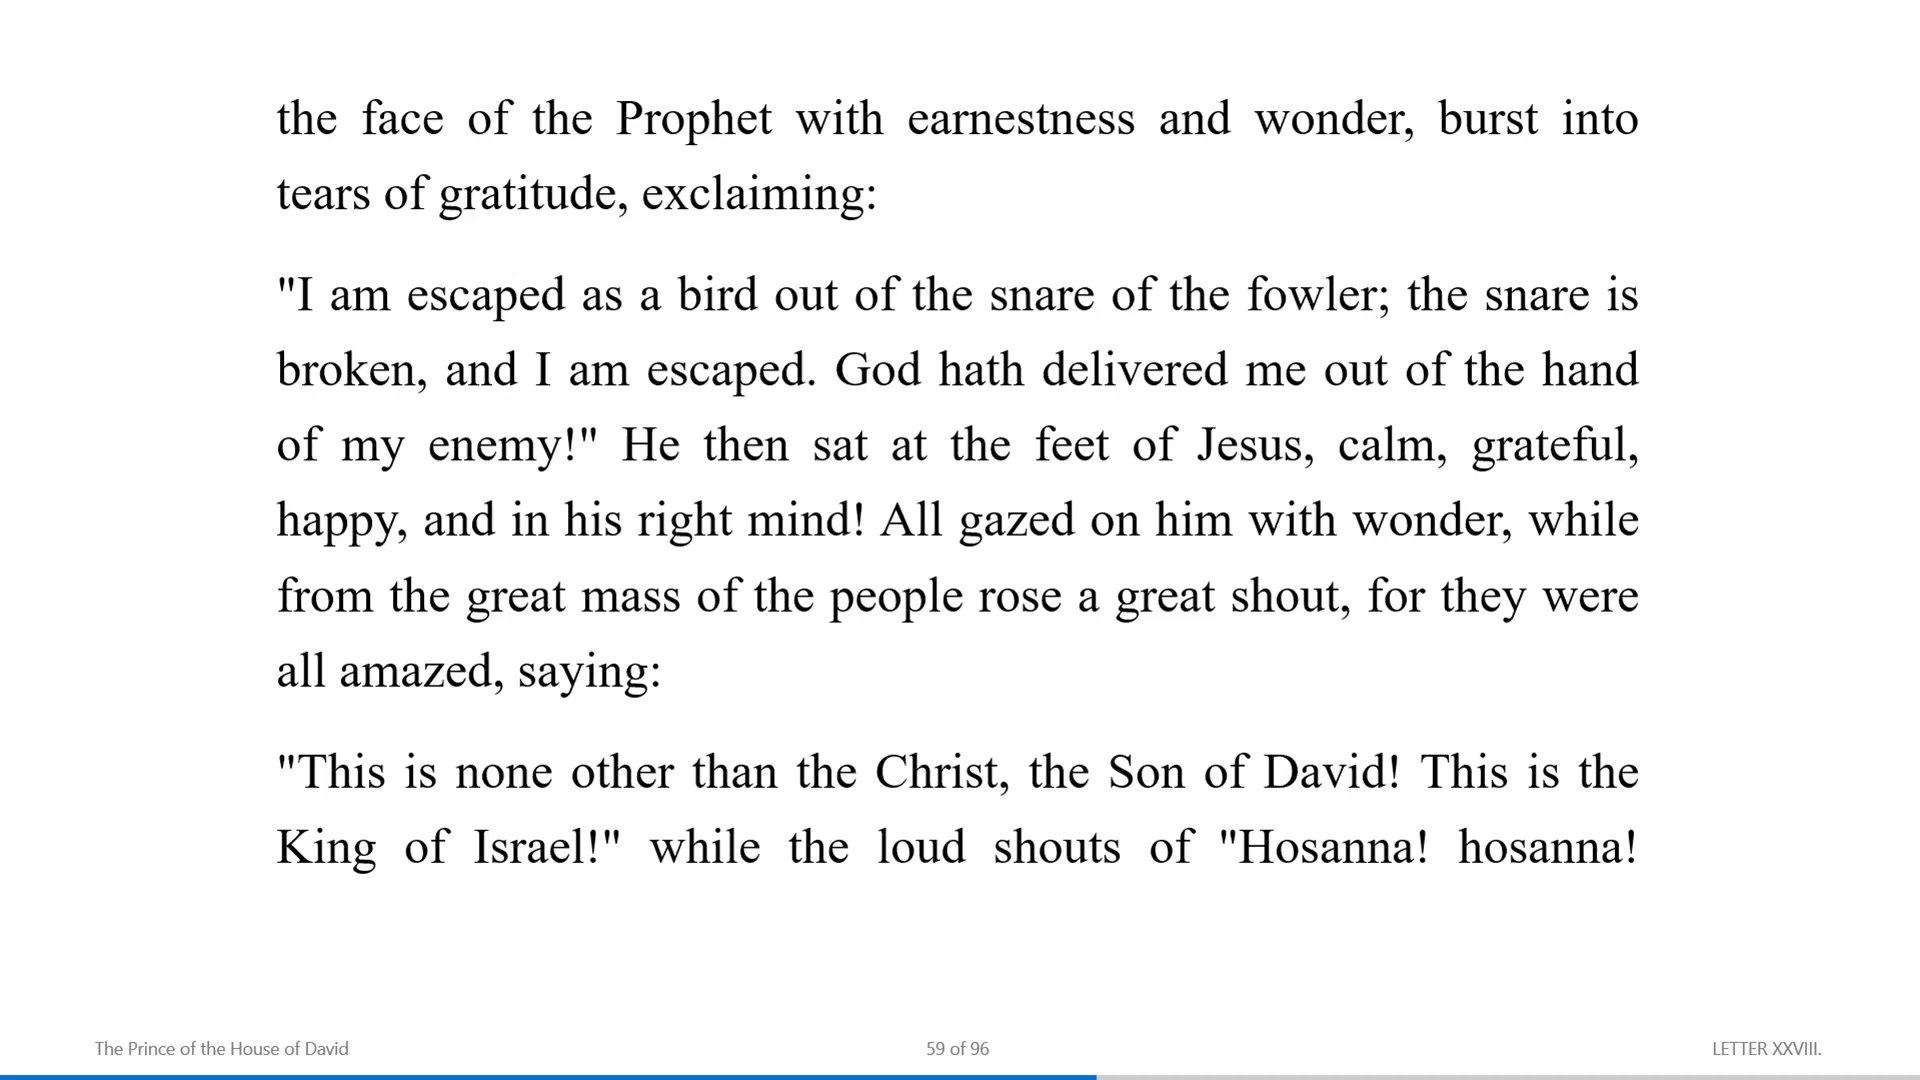 the face of the Prophet with earnestness and wonder, burst into
tears of gratitude, exclaiming:
"I am escaped as a bird out of the snare of the fowler; the snare is
broken, and I am escaped. God hath delivered me out of the hand
of my enemy!" He then sat at the feet of Jesus, calm, grateful,
happy, and in his right mind! All gazed on him with wonder, while
from the great mass of the people rose a great shout, for they were
all amazed, saying:
"This is none other than the Christ, the Son of David! This is the
King of Israel!" while the loud shouts of "Hosanna! hosanna!
The Prince of the House of David
59 of 96
LETTER XXVIII.